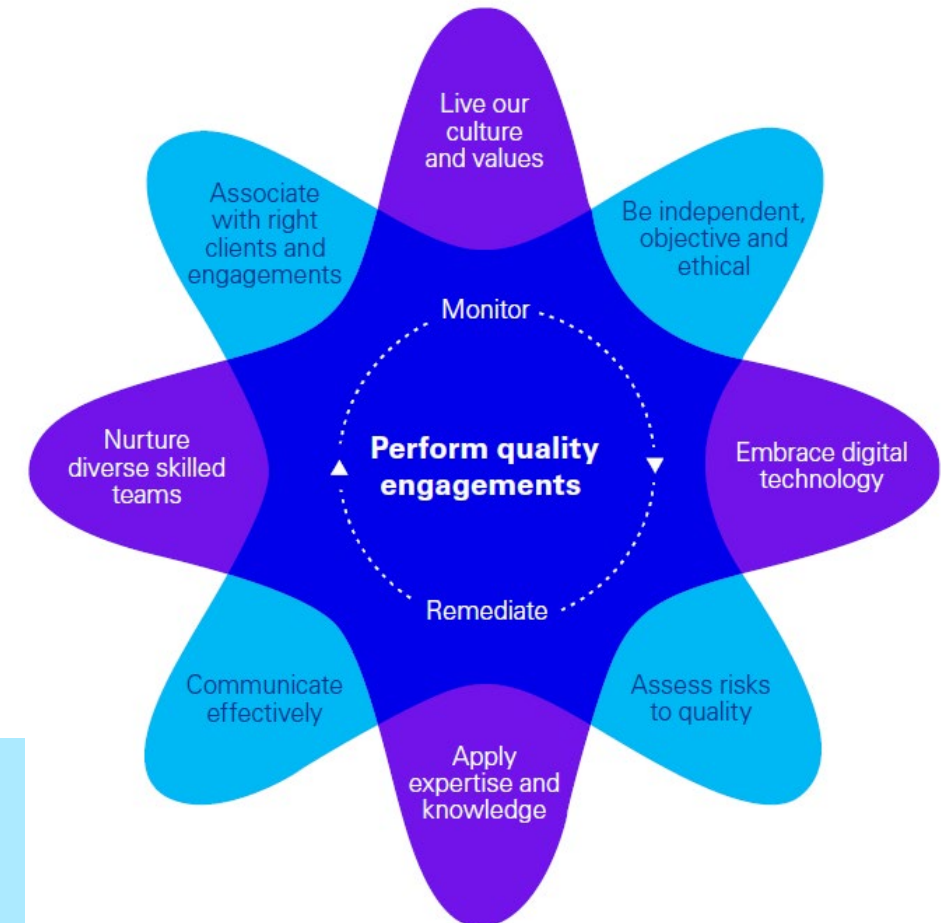 Live our
culture
and values
Associate
with right
clients and
engagements
Be independent,
objective and
ethical
Monitor
Nurture
diverse skilled
teams
Perform quality
engagements
Embrace digital
technology
Remediate
Communicate
effectively
Assess risks
to quality
Apply
expertise and
knowledge